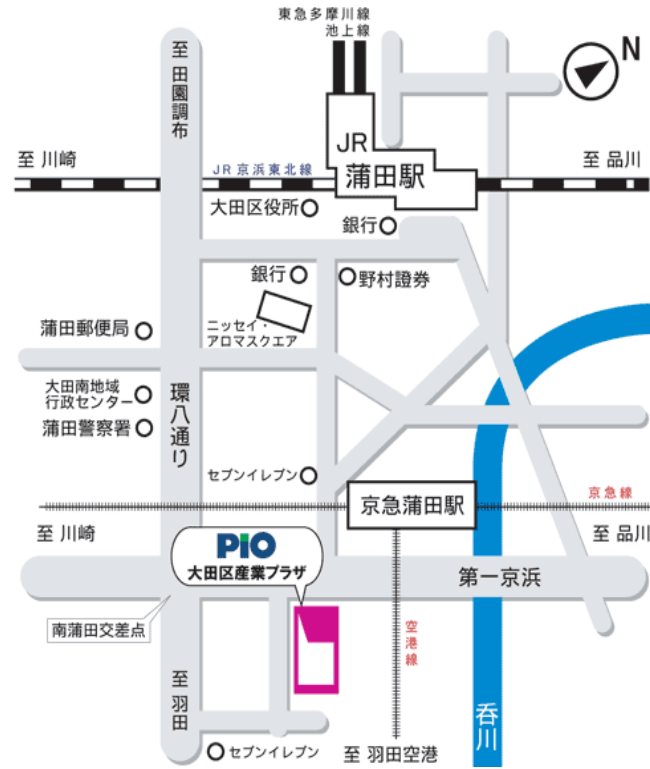 東急多摩川線
池上線
N
至 田園調布
JR
蒲田駅
至 川崎
JR 京浜東北線
至 品川
大田区役所
銀行
銀行
野村證券
ニッセイ・
アロマスクエア
蒲田郵便局
大田南地域
行政センター
蒲田警察署
環八通り
セブンイレブン
京急蒲田駅
京急線
至 川崎
至 品川
PiO
大田区産業プラザ
第一京浜
南蒲田交差点
空港線
至 羽田
呑川
セブンイレブン
至 羽田空港